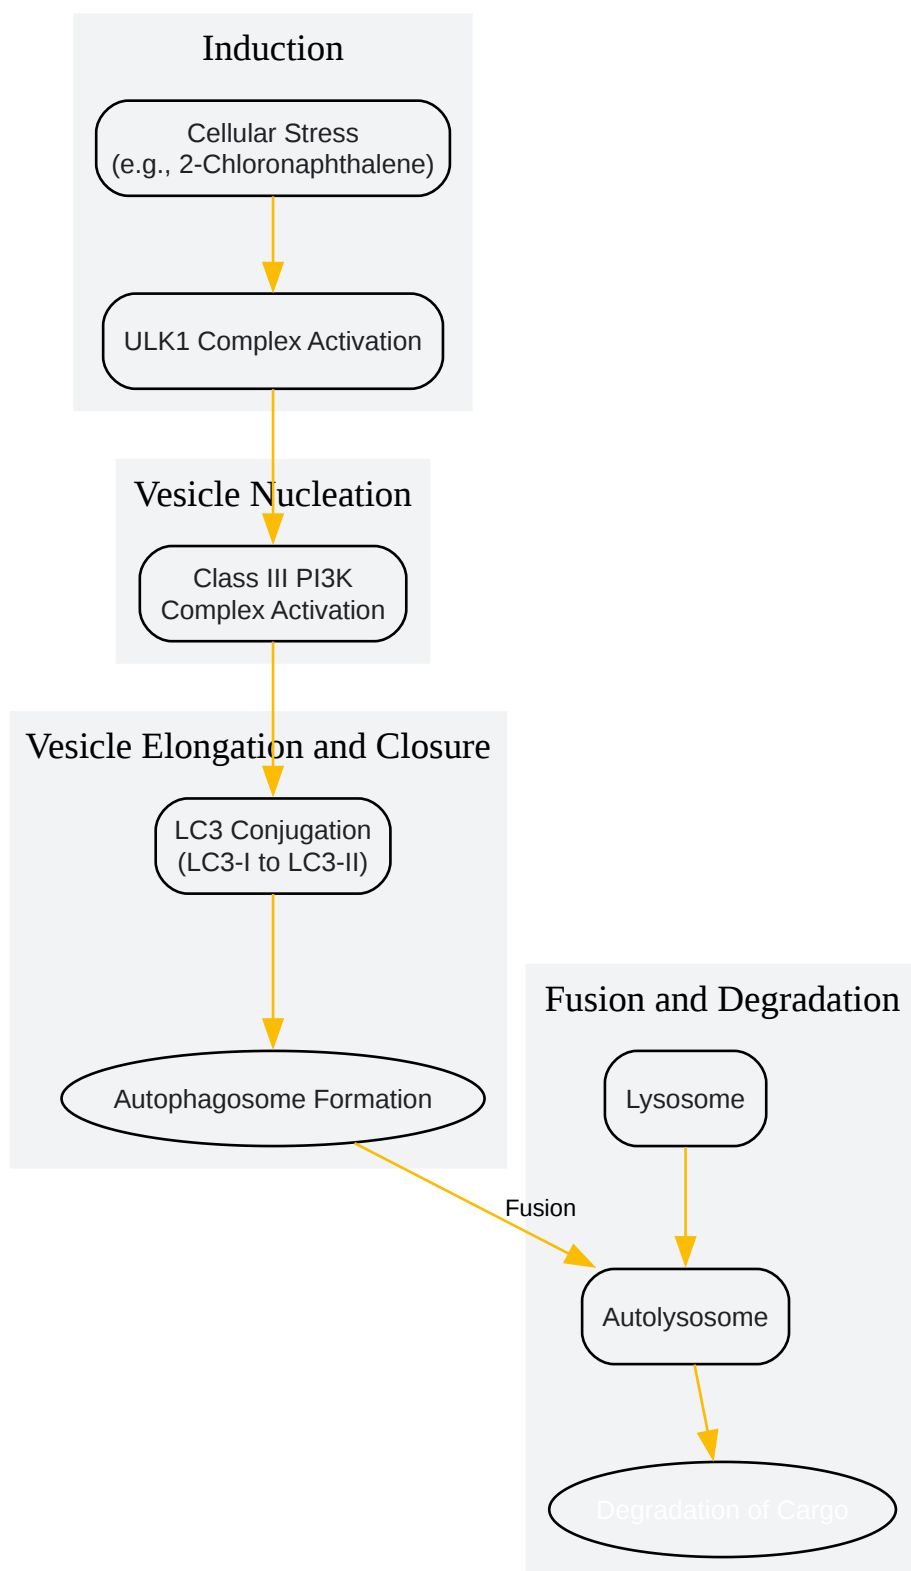 Induction
Cellular Stress
(e.g., 2-Chloronaphthalene)
ULK1 Complex Activation
Vesicle Nucleation
Class III PI3K
Complex Activation
Vesicle Elongation and Closure
LC3 Conjugation
(LC3-I to LC3-II)
Autophagosome Formation
Fusion and Degradation
Lysosome
Fusion
Autolysosome
Degradation of Cargo